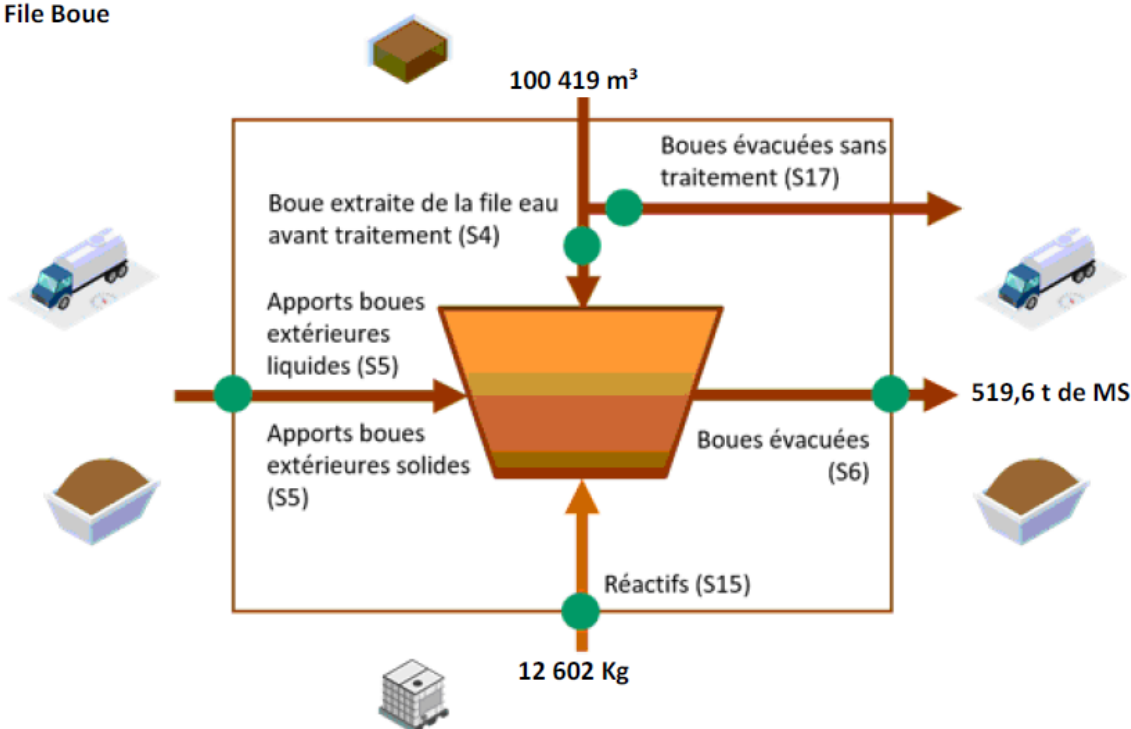 File Boue
100 419 m³
Boues évacuées sans
traitement (S17)
Boue extraite de la file eau
avant traitement (S4)
Apports boues
extérieures
liquides (S5)
519,6 t de MS
Apports boues
extérieures solides
(S5)
Boues évacuées
(S6)
Réactifs (S15)
12 602 Kg